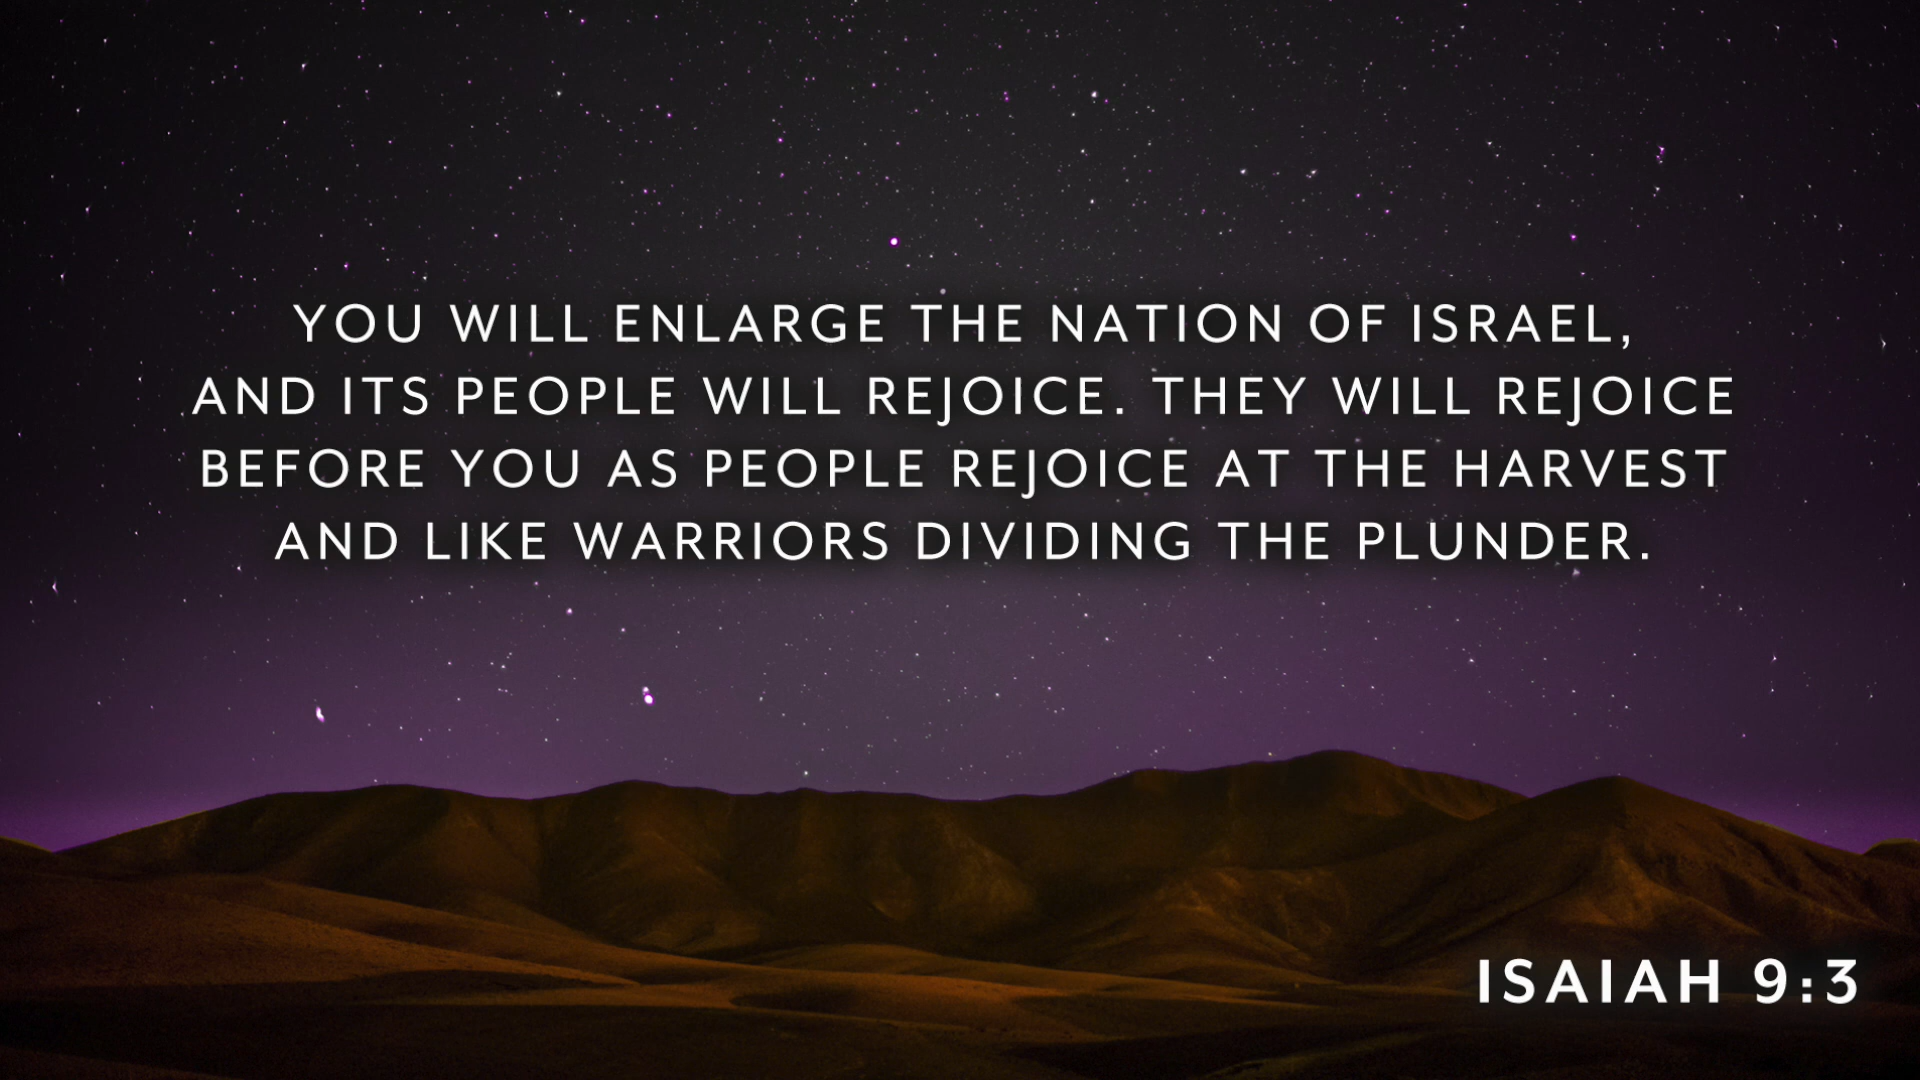 YOU WILL ENLARGE THE NATION OF ISRAEL,
AND ITS PEOPLE WILL REJOICE. THEY WILL REJOICE
BEFORE YOU AS PEOPLE REJOICE AT THE HARVEST
AND LIKE WARRIORS DIVIDING THE PLUNDER.
ISAIAH 9:3